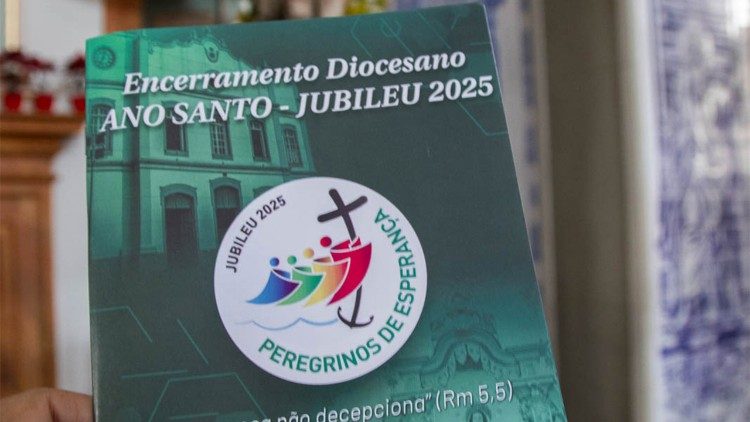 Encerramento Diocesano
ANO SANTO - JUBILEU 2025
JUBILEU 2025
PEREGRINOS DE ESPERANÇA
não decepciona” (Rm 5,5)